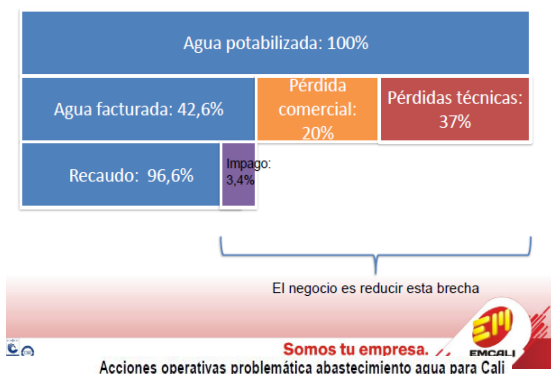 Agua potabilizada: 100%
Agua facturada: 42,6%
Pérdida
comercial:
20%
Pérdidas técnicas:
37%
Recaudo: 96,6%
Impago:
3,4%
El negocio es reducir esta brecha
EM
Somos tu empresa.
EMCALI
Acciones operativas problemática abastecimiento agua para Cali